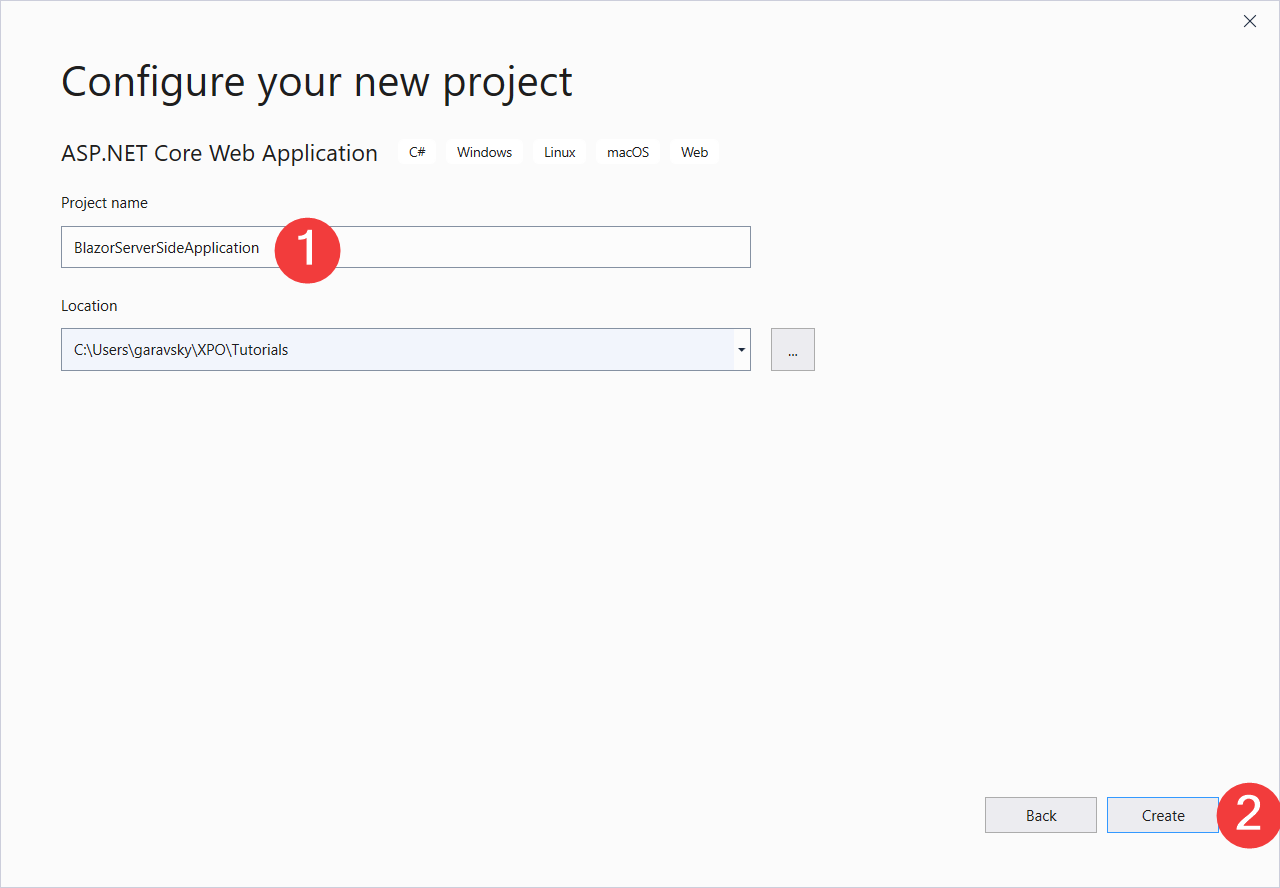 Configure your new project
ASP.NET Core Web Application C# Windows Linux macOS Web
Project name
BlazorServerSideApplication 1
Location
C:\Users\garavsky\XPO\Tutorials ...
Back Create 2